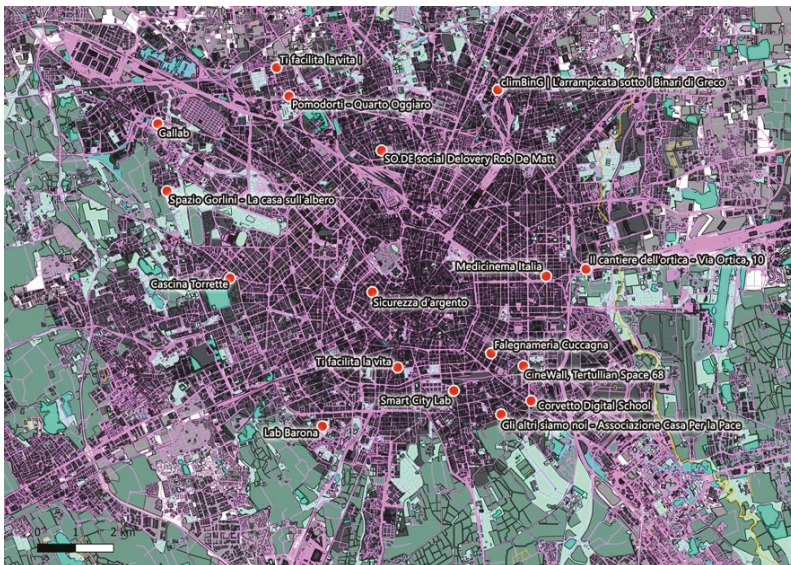 Ti facilita la vita I
climBinG | L'arrampicata sotto i Binari di Greco
Pomodorti - Quarto Oggiaro
Gallab
SO.DE social Delovery Rob De Matt
Spazio Gorlini - La casa sull'albero
Il cantiere dell'ortica - Via Ortica, 10
Medicinema Italia
Cascina Torrette
Sicurezza d'argento
Falegnameria Cuccagna
Ti facilita la vita
CineWall, Tertullian Space 68
Smart City Lab
Corvetto Digital School
Gli altri siamo noi - Associazione Casa Per la Pace
Lab Barona
0 1 2 km